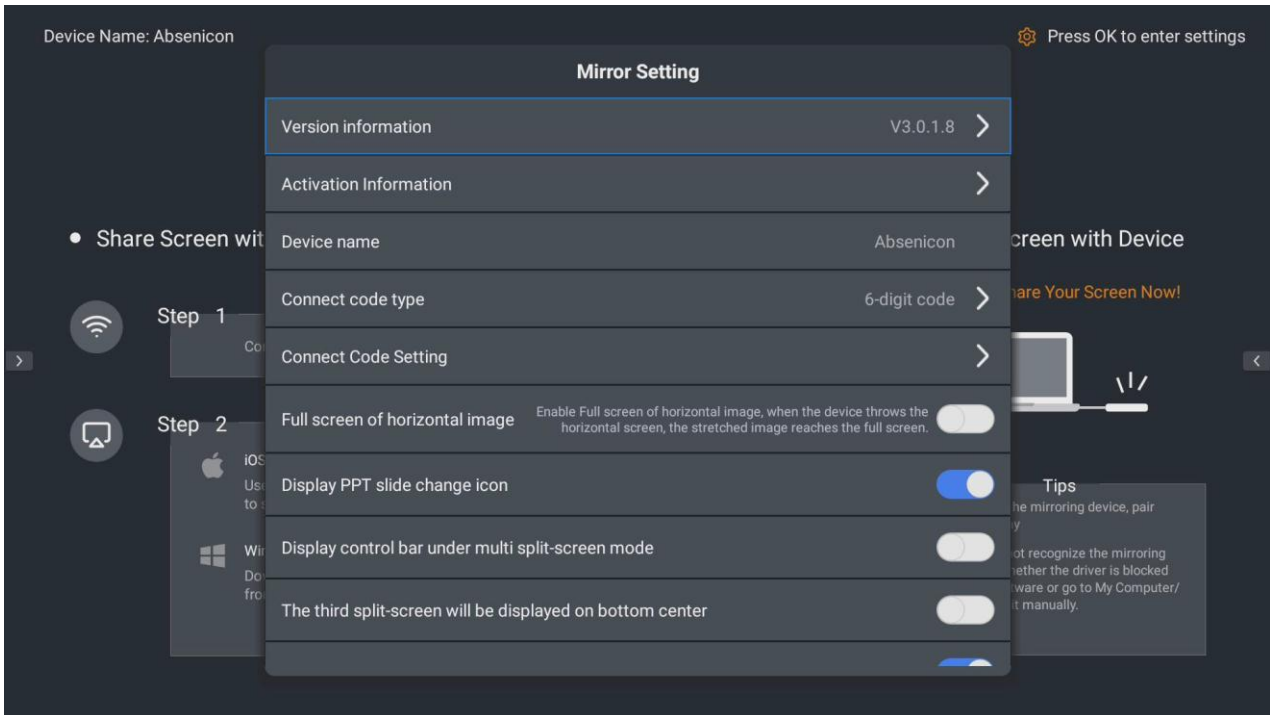 Device Name: Absenicon
Press OK to enter settings
Mirror Setting
Version information V3.0.1.8
Activation Information
Device name Absenicon
Connect code type 6-digit code
Connect Code Setting
Full screen of horizontal image
Enable Full screen of horizontal image, when the device throws the
horizontal screen, the stretched image reaches the full screen.
Display PPT slide change icon
Display control bar under multi split-screen mode
The third split-screen will be displayed on bottom center
Share Screen wit
Step 1
Co
Step 2
iOS
Use
to
Wi
Do
fro
creen with Device
are Your Screen Now!
Tips
he mirroring device, pair
y
ot recognize the mirroring
ether the driver is blocked
ware or go to My Computer/
it manually.